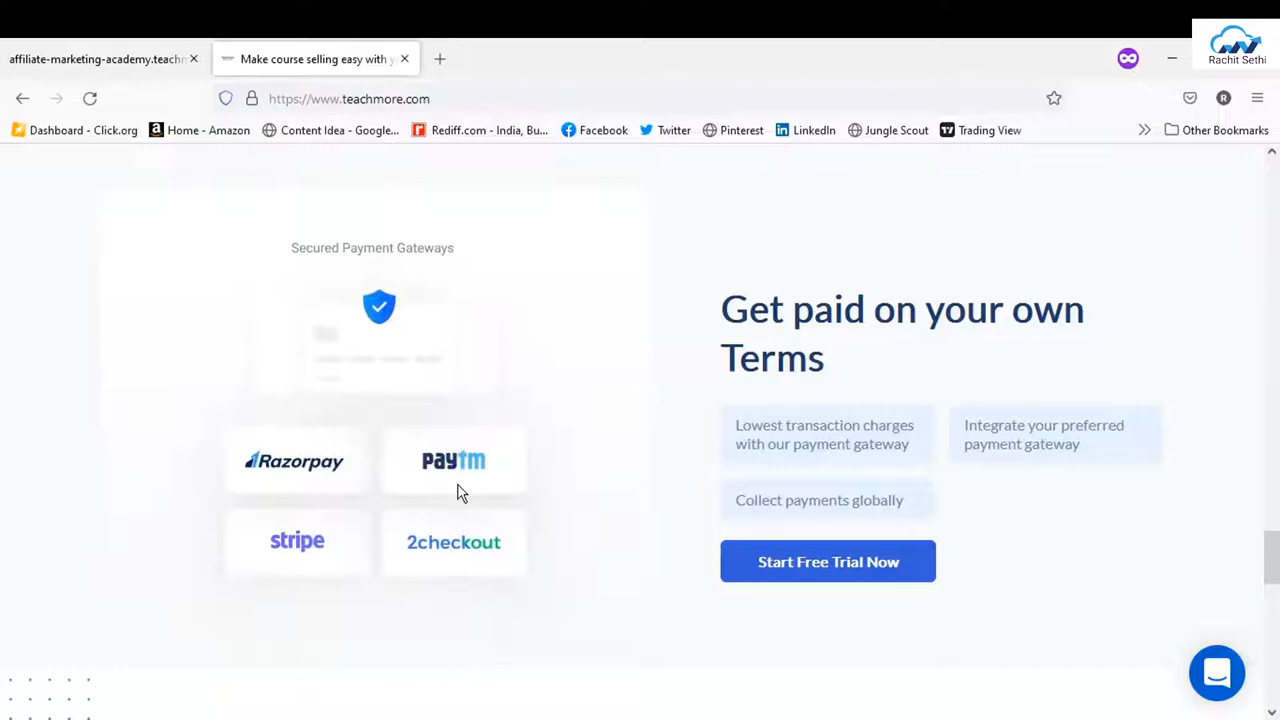 Rachit Sethi
affiliate-marketing-academy.teachm
Make course selling easy with y
https://www.teachmore.com
Dashboard - Click.org
Home - Amazon
Content Idea - Google...
Rediff.com - India, Bu...
Facebook
Twitter
Pinterest
LinkedIn
Jungle Scout
Trading View
Other Bookmarks
Secured Payment Gateways
Razorpay
paytm
stripe
2checkout
Get paid on your own
Terms
Lowest transaction charges
with our payment gateway
Integrate your preferred
payment gateway
Collect payments globally
Start Free Trial Now